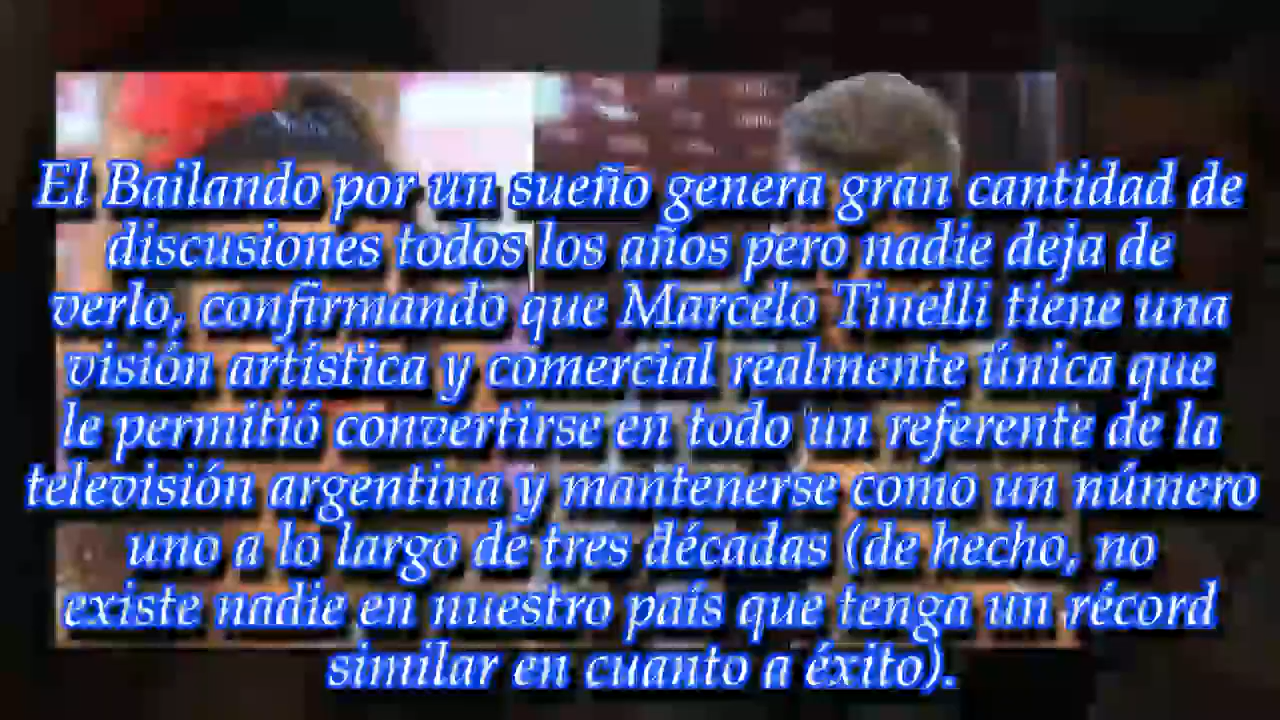 El Bailando por un sueño genera gran cantidad de
discusiones todos los años pero nadie deja de
verlo, confirmando que Marcelo Tinelli tiene una
visión artística y comercial realmente única que
le permitió convertirse en todo un referente de la
televisión argentina y mantenerse como un número
uno a lo largo de tres décadas (de hecho, no
existe nadie en nuestro país que tenga un récord
similar en cuanto a éxito).